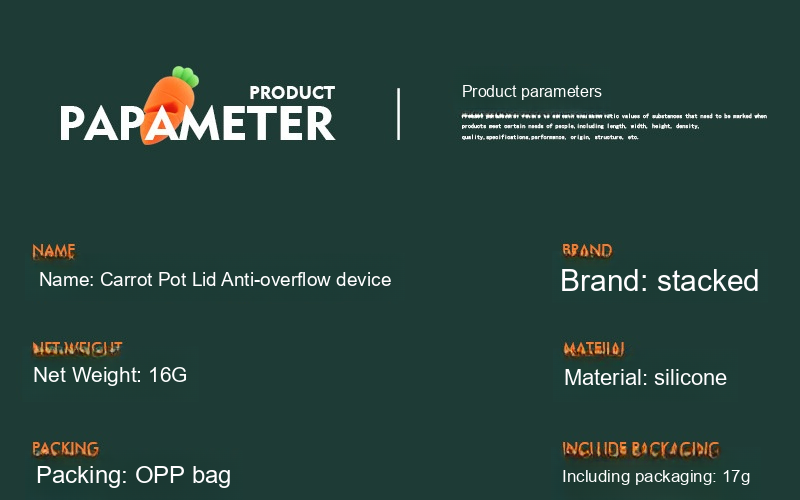 PRODUCT
PAPAMETER
Product parameters
values of substances that need to be marked when
products meet certain needs of people,including length, width, height, density,
quality,specifications,performance, origin, structure, etc.
NAME
Name: Carrot Pot Lid Anti-overflow device
BRAND
Brand: stacked
NET.WEIGHT
Net Weight: 16G
MATERIAL
Material: silicone
PACKING
Packing: OPP bag
INCLUDE PACKAGING
Including packaging: 17g